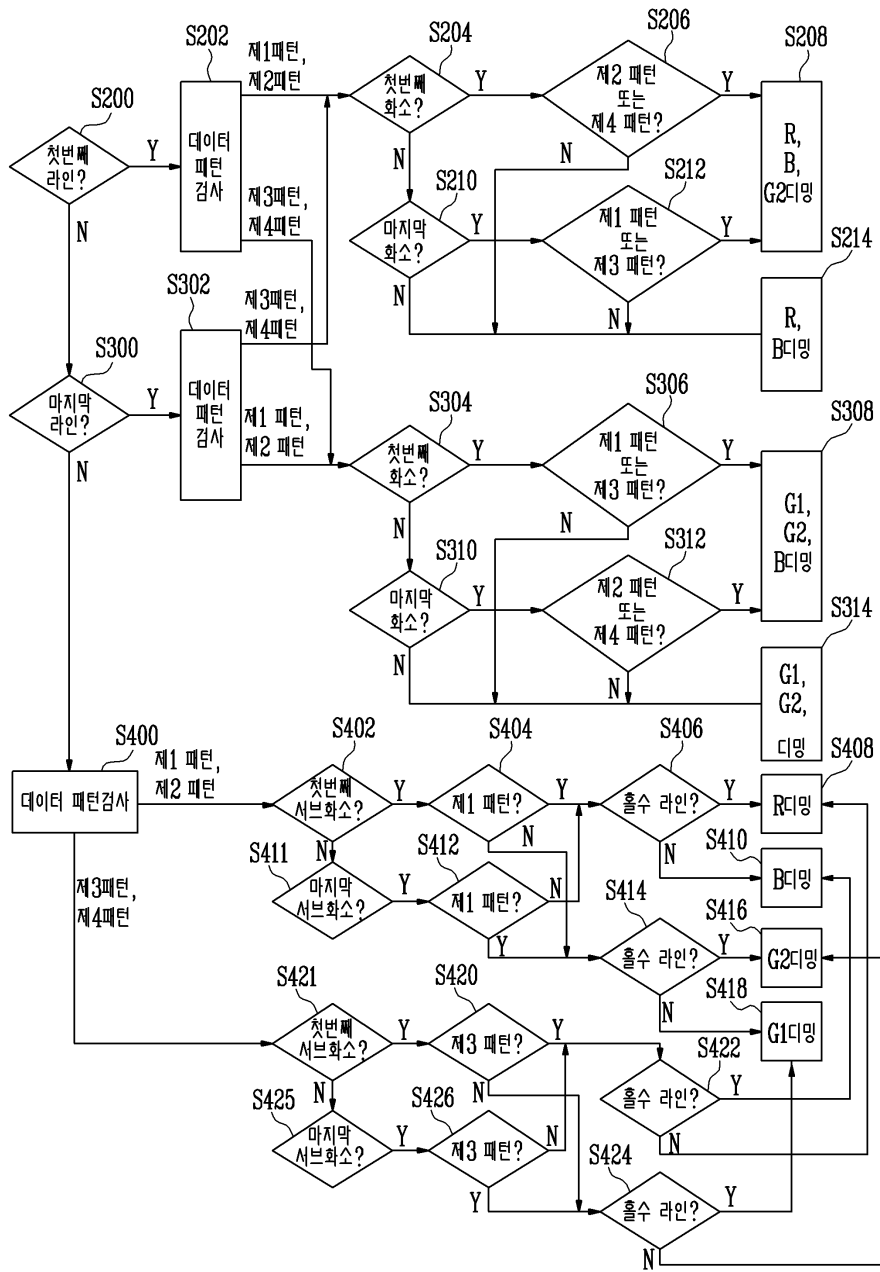 S200
첫번째
라인?
Y
N
S202
데이터
패턴
검사
제1패턴,
제2패턴
제3패턴,
제4패턴
S204
첫번째
화소?
Y
N
S206
제2 패턴
또는
제4 패턴?
Y
N
S208
R,
B,
G2디밍
S210
마지막
화소?
Y
N
S212
제1 패턴
또는
제3 패턴?
Y
N
S214
R,
B디밍
S300
마지막
라인?
Y
N
S302
데이터
패턴
검사
제3패턴,
제4패턴
제1 패턴,
제2 패턴
S304
첫번째
화소?
Y
N
S306
제1 패턴
또는
제3 패턴?
Y
N
S308
G1,
G2,
B디밍
S310
마지막
화소?
Y
N
S312
제2 패턴
또는
제4 패턴?
Y
N
S314
G1,
G2,
디밍
S400
데이터 패턴검사
제1 패턴,
제2 패턴
제3패턴,
제4패턴
S402
첫번째
서브화소?
Y
N
S404
제1 패턴?
Y
N
S406
홀수 라인?
Y
N
S408
R디밍
S410
B디밍
S411
마지막
서브화소?
Y
S412
제1 패턴?
N
Y
S414
홀수 라인?
Y
N
S416
G2디밍
S418
G1디밍
S421
첫번째
서브화소?
Y
N
S420
제3 패턴?
Y
N
S422
홀수 라인?
Y
N
S425
마지막
서브화소?
Y
S426
제3 패턴?
N
Y
S424
홀수 라인?
Y
N